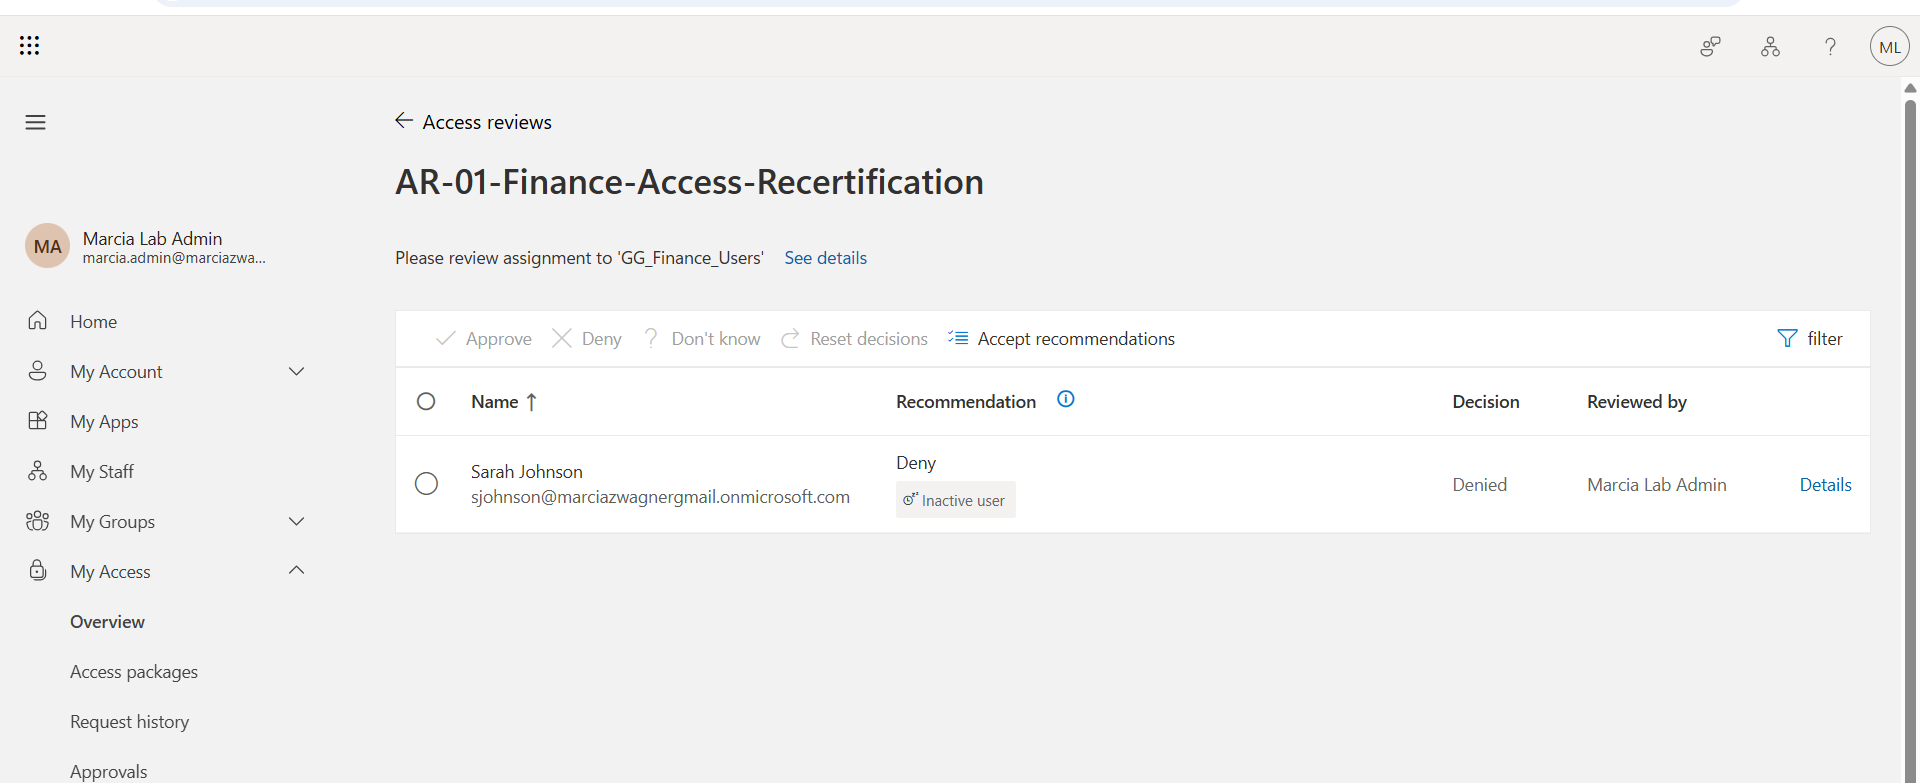 ML
Access reviews
AR-01-Finance-Access-Recertification
MA
Marcia Lab Admin
marcia.admin@marciazwa...
Please review assignment to 'GG_Finance_Users' See details
Home
My Account
My Apps
My Staff
My Groups
My Access
Overview
Access packages
Request history
Approvals
Approve Deny Don't know Reset decisions Accept recommendations filter
Name Recommendation Decision Reviewed by
Sarah Johnson
sjohnson@marciazwagnergmail.onmicrosoft.com
Deny
Inactive user
Denied
Marcia Lab Admin
Details